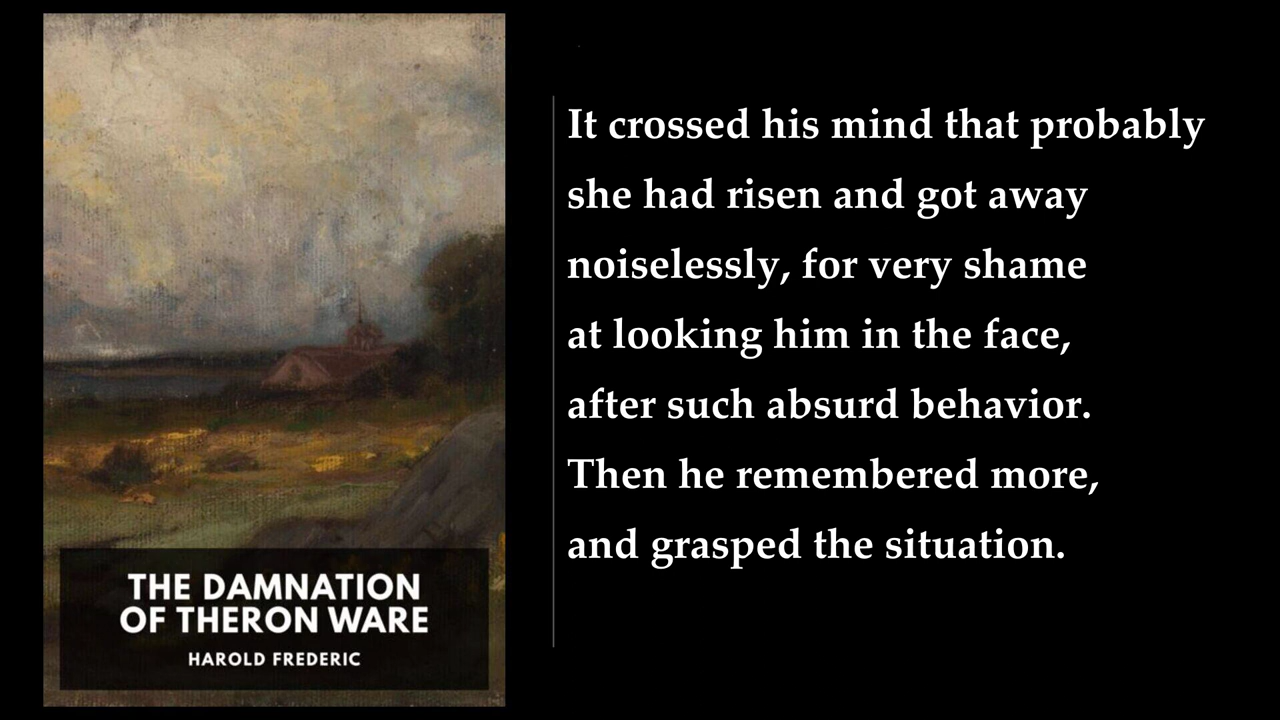 THE DAMNATION
OF THERON WARE
HAROLD FREDERIC
It crossed his mind that probably
she had risen and got away
noiselessly, for very shame
at looking him in the face,
after such absurd behavior.
Then he remembered more,
and grasped the situation.